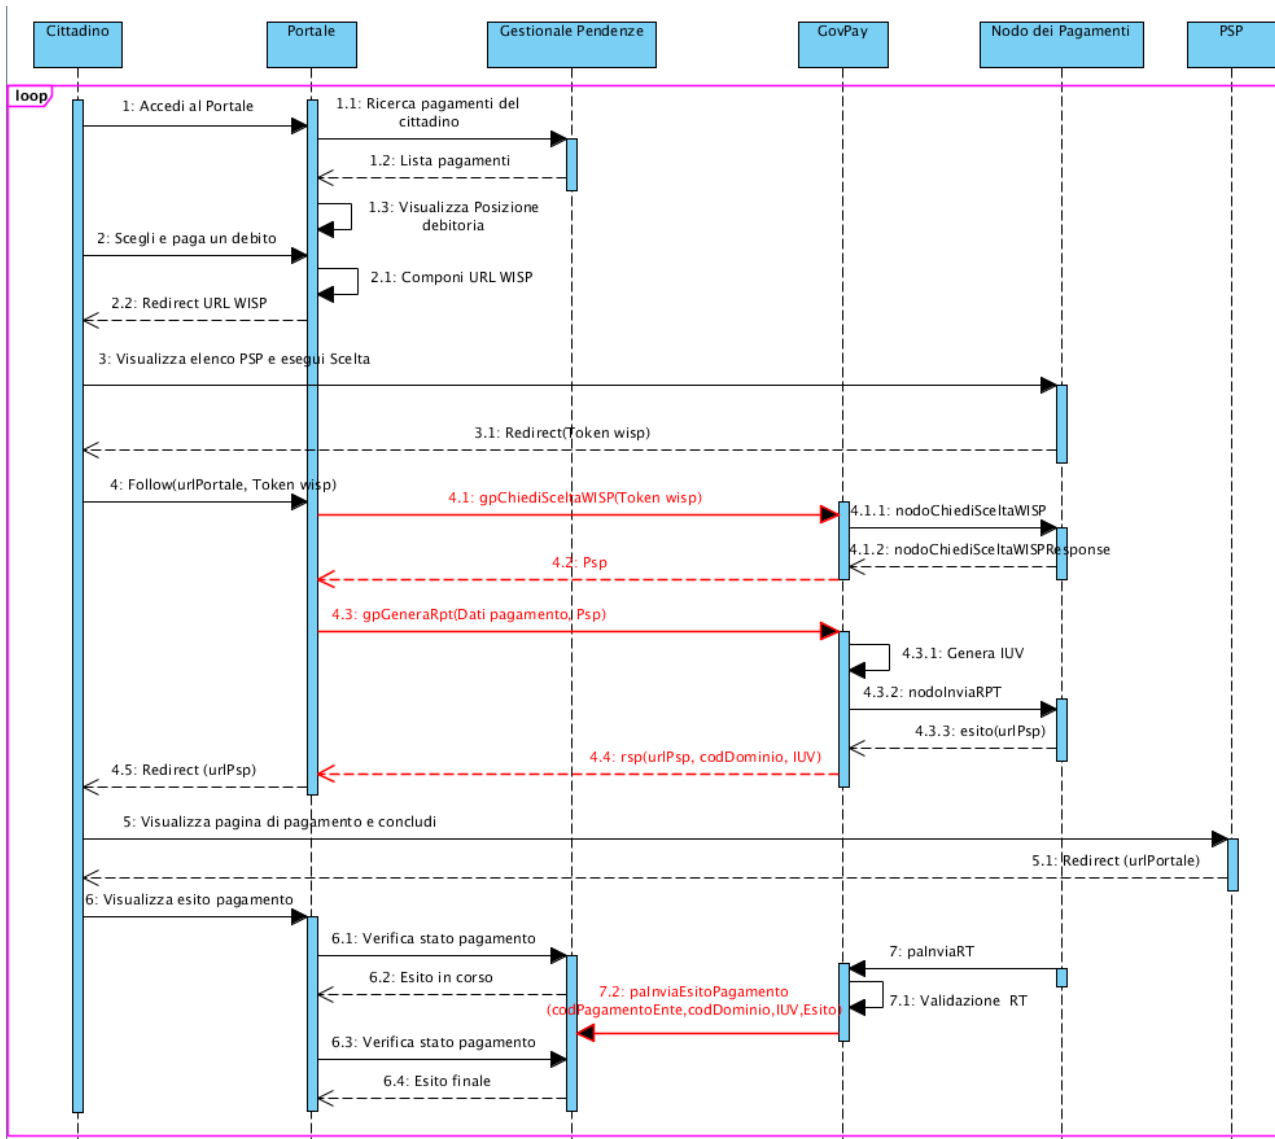 Cittadino
Portale
Gestionale Pendenze
GovPay
Nodo dei Pagamenti
PSP
loop
1: Accedi al Portale
1.1: Ricerca pagamenti del
cittadino
1.2: Lista pagamenti
1.3: Visualizza Posizione
debitoria
2: Scegli e paga un debito
2.1: Componi URL WISP
2.2: Redirect URL WISP
3: Visualizza elenco PSP e esegui Scelta
3.1: Redirect(Token wisp)
4: Follow(urlPortale, Token wisp)
4.1: gpChiediSceltaWISP(Token wisp)
4.1.1: nodoChiediSceltaWISP
4.1.2: nodoChiediSceltaWISPResponse
4.2: Psp
4.3: gpGeneraRpt(Dati pagamento, Psp)
4.3.1: Genera IUV
4.3.2: nodoInviaRPT
4.3.3: esito(urlPsp)
4.4: rsp(urlPsp, codDominio, IUV)
4.5: Redirect (urlPsp)
5: Visualizza pagina di pagamento e concludi
5.1: Redirect (urlPortale)
6: Visualizza esito pagamento
6.1: Verifica stato pagamento
7: paInviaRT
6.2: Esito in corso
7.2: paInviaEsitoPagamento
(codPagamentoEnte,codDominio,IUV,Esito)
7.1: Validazione RT
6.3: Verifica stato pagamento
6.4: Esito finale